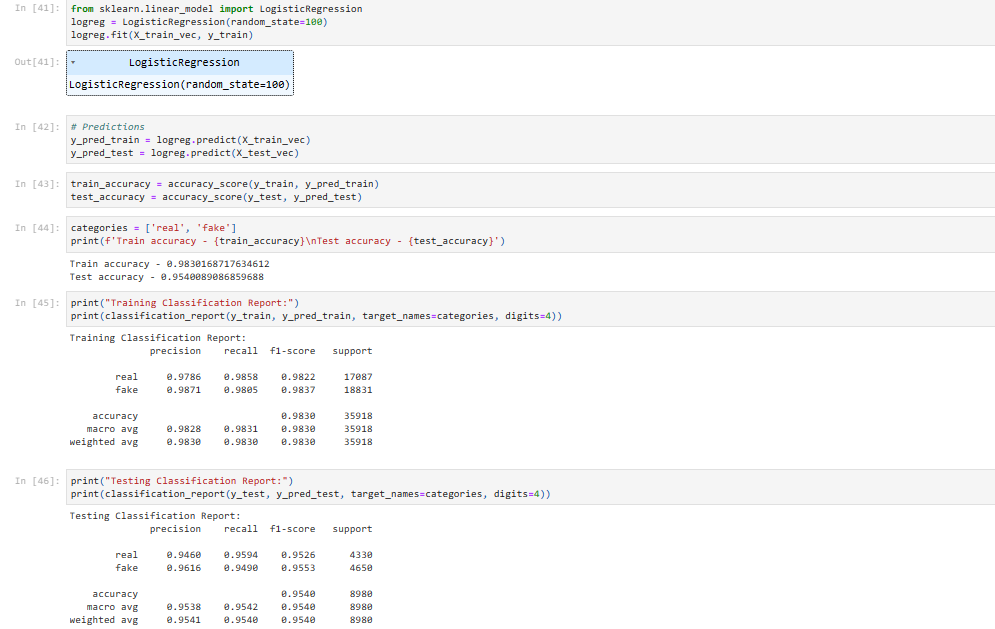 In [41]: from sklearn.linear_model import LogisticRegression
logreg = LogisticRegression(random_state=100)
logreg.fit(X_train_vec, y_train)
Out[41]: ▾ LogisticRegression
LogisticRegression(random_state=100)
In [42]: # Predictions
y_pred_train = logreg.predict(X_train_vec)
y_pred_test = logreg.predict(X_test_vec)
In [43]: train_accuracy = accuracy_score(y_train, y_pred_train)
test_accuracy = accuracy_score(y_test, y_pred_test)
In [44]: categories = ['real', 'fake']
print(f'Train accuracy - {train_accuracy}\nTest accuracy - {test_accuracy}')
Train accuracy - 0.9830168717634612
Test accuracy - 0.9540089086859688
In [45]: print("Training Classification Report:")
print(classification_report(y_train, y_pred_train, target_names=categories, digits=4))
Training Classification Report:
precision recall f1-score support
real 0.9786 0.9858 0.9822 17087
fake 0.9871 0.9805 0.9837 18831
accuracy 0.9830 35918
macro avg 0.9828 0.9831 0.9830 35918
weighted avg 0.9830 0.9830 0.9830 35918
In [46]: print("Testing Classification Report:")
print(classification_report(y_test, y_pred_test, target_names=categories, digits=4))
Testing Classification Report:
precision recall f1-score support
real 0.9460 0.9594 0.9526 4330
fake 0.9616 0.9490 0.9553 4650
accuracy 0.9540 8980
macro avg 0.9538 0.9542 0.9540 8980
weighted avg 0.9541 0.9540 0.9540 8980